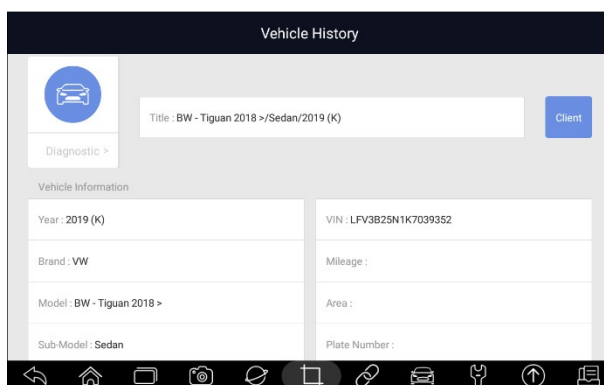 Vehicle History
Title : BW - Tiguan 2018 >/Sedan/2019 (K)
Client
Diagnostic >
Vehicle Information
Year : 2019 (K)
VIN : LFV3B25N1K7039352
Brand : VW
Mileage :
Model : BW - Tiguan 2018 >
Area :
Sub-Model : Sedan
Plate Number :